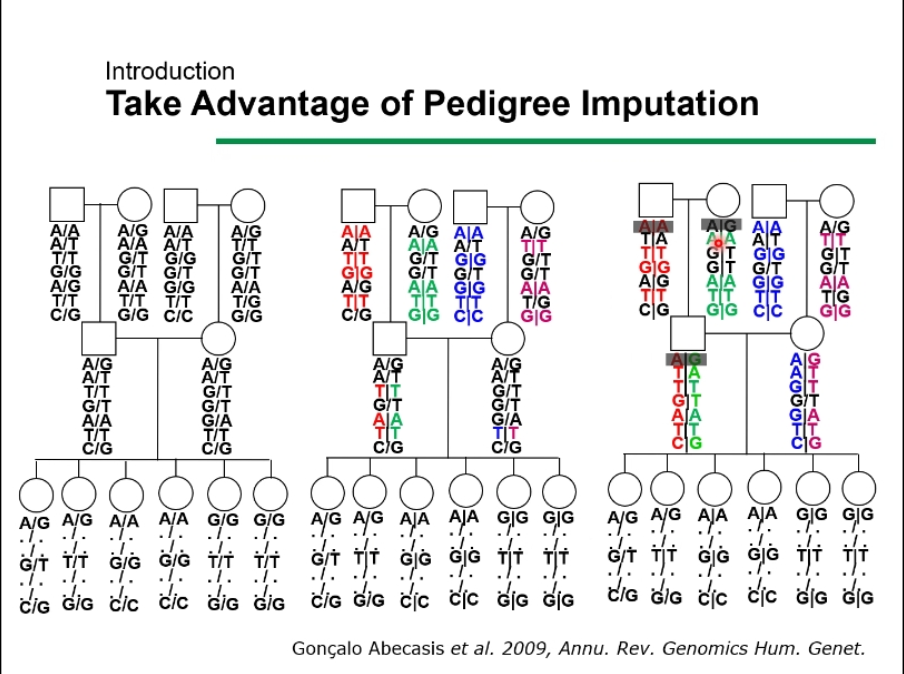 Introduction
Take Advantage of Pedigree Imputation
A/A A/G A/A A/G A|A A/G A|A A/G A|A A|G A|A A/G
A/T A/A A/T T/T A/T A|A A/T T|T T|A A|A A|T T|T
T/T G/T G/G G/T T|T G/T G|G G/T T|T G|T G|G G|T
G/G G/T G/T G/T G|G G/T G/T G/T G|G G|T G/T G/T
A/G A/A G/G A/A A/G A|A G|G A|A A|G A|A G|G A|A
T/T T/T T/T T/G T|T T|T T|T T/G T|T T|T T|T T|G
C/G G/G C/C G/G C/G G|G C|C G|G C|G G|G C|C G|G
A/G A/G A/G A/G A|G A|G
A/T A/T A/T A/T T|A A|T
T/T G/T T|T G/T T|T G|T
G/T G/T G/T G/T G|T G/T
A/A G/A A|A G/A A|A G|A
T/T T/T T|T T|T T|T T|T
C/G C/G C/G C/G C|G C|G
A/G A/G A/A A/A G/G G/G A/G A/G A|A A|A G|G G|G A/G A/G A|A A|A G|G G|G
./. ./. ./. ./. ./. ./. ./. ./. ./. ./. ./. ./. ./. ./. ./. ./. ./. ./.
./. ./. ./. ./. ./. ./. ./. ./. ./. ./. ./. ./. ./. ./. ./. ./. ./. ./.
G/T T/T G/G G/G T/T T/T G/T T|T G|G G|G T|T T|T G/T T|T G|G G|G T|T T|T
./. ./. ./. ./. ./. ./. ./. ./. ./. ./. ./. ./. ./. ./. ./. ./. ./. ./.
./. ./. ./. ./. ./. ./. ./. ./. ./. ./. ./. ./. ./. ./. ./. ./. ./. ./.
C/G G/G C/C C/C G/G G/G C/G G/G C|C C|C G|G G|G C/G G/G C|C C|C G|G G|G
Gonçalo Abecasis et al. 2009, Annu. Rev. Genomics Hum. Genet.